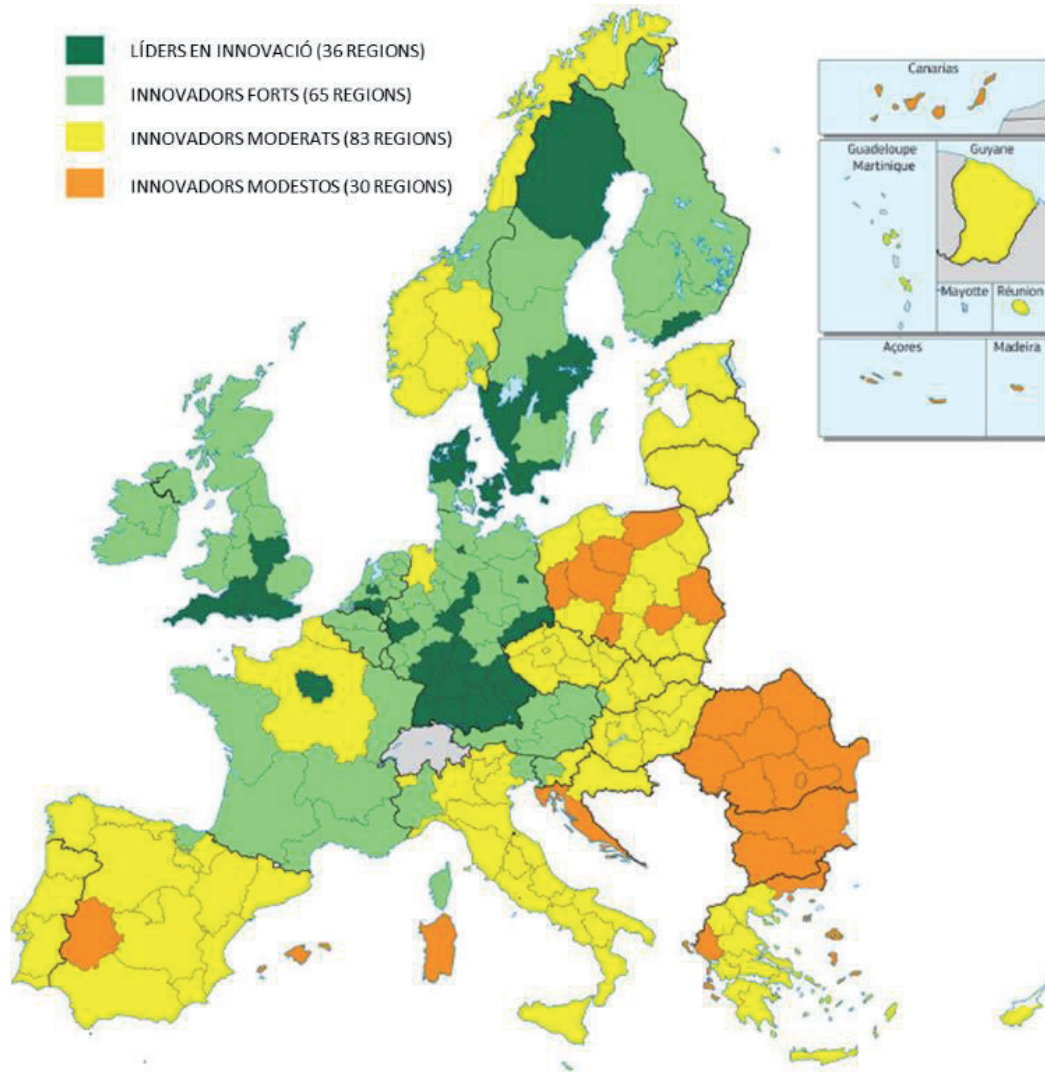 LÍDERS EN INNOVACIÓ (36 REGIONS)
INNOVADORS FORTS (65 REGIONS)
INNOVADORS MODERATS (83 REGIONS)
INNOVADORS MODESTOS (30 REGIONS)
Canarias
Guadeloupe
Martinique
Guyane
Mayotte
Réunion
Açores
Madeira